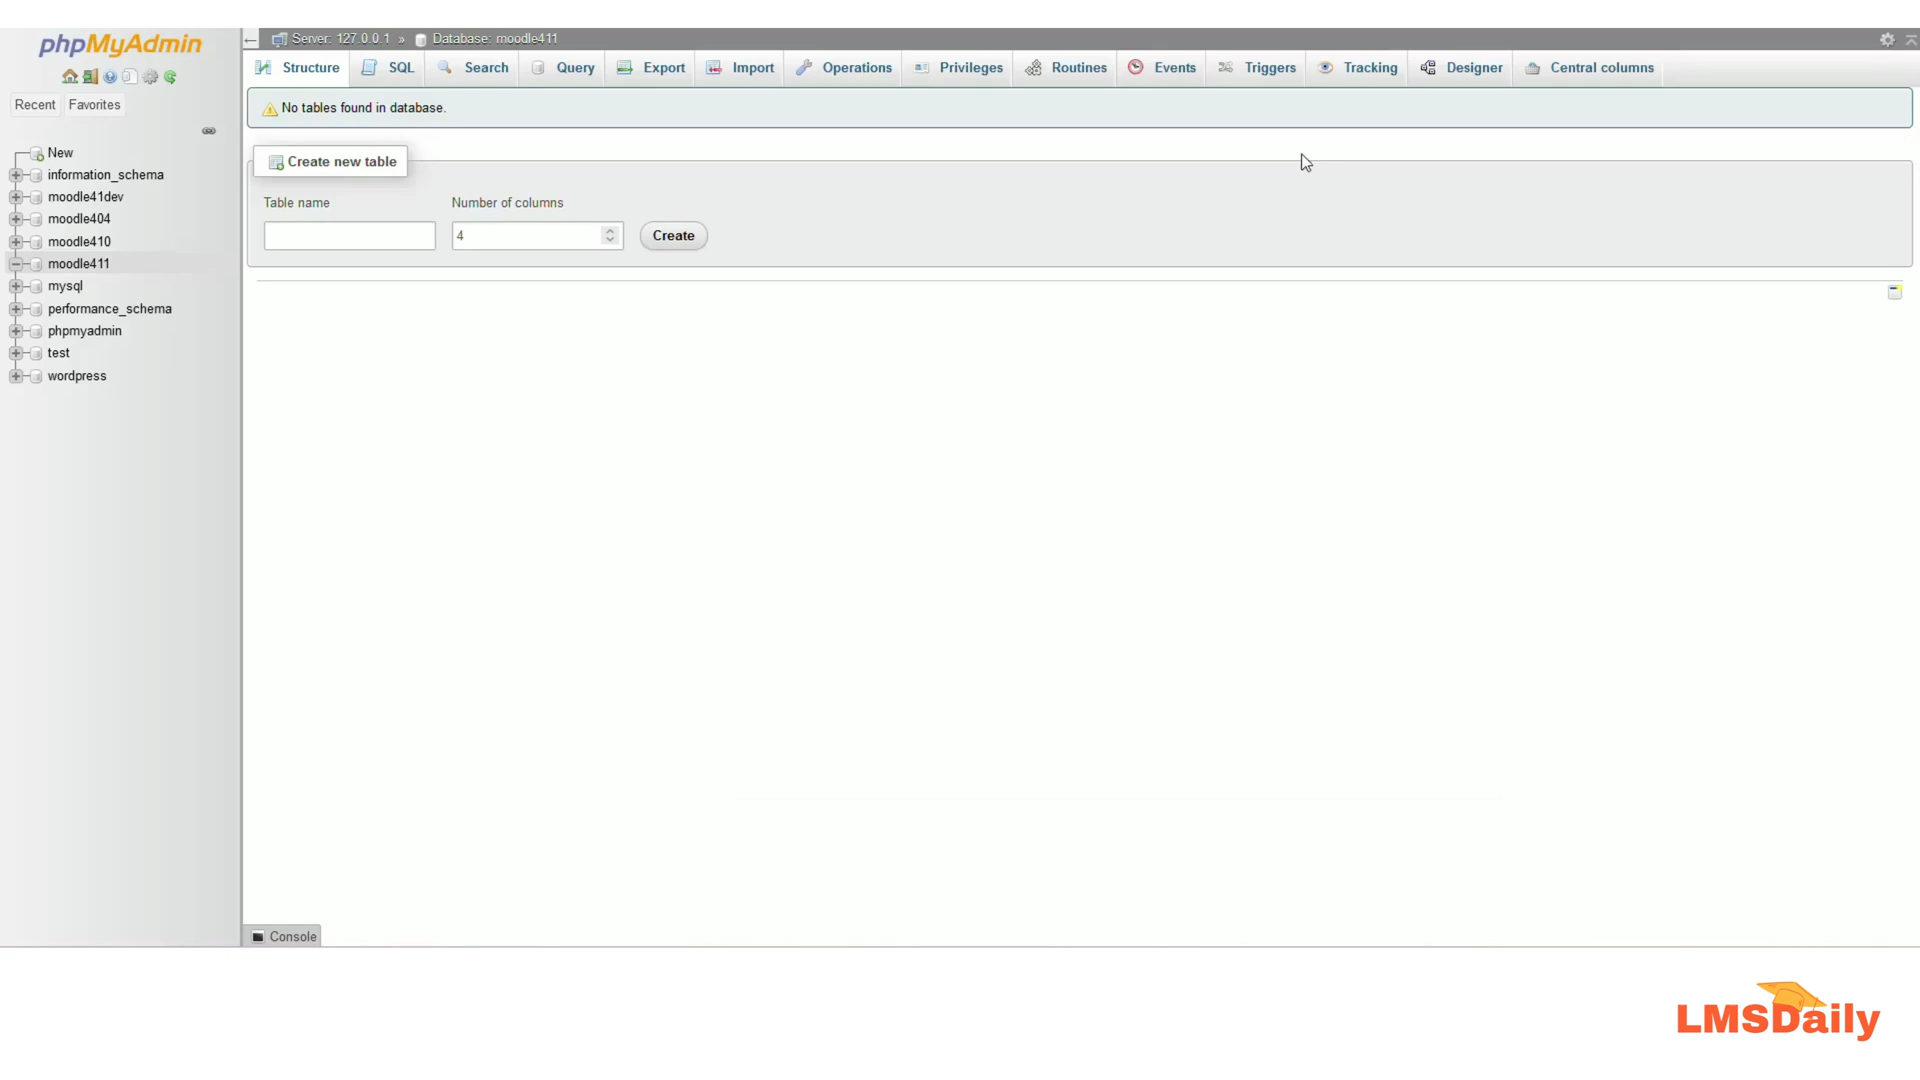 phpMyAdmin
Server: 127.0.0.1 » Database: moodle411
Structure SQL Search Query Export Import Operations Privileges Routines Events Triggers Tracking Designer Central columns
Recent Favorites
No tables found in database.
New
information_schema
moodle41dev
moodle404
moodle410
moodle411
mysql
performance_schema
phpmyadmin
test
wordpress
Create new table
Table name Number of columns
4 Create
Console
LMSDaily